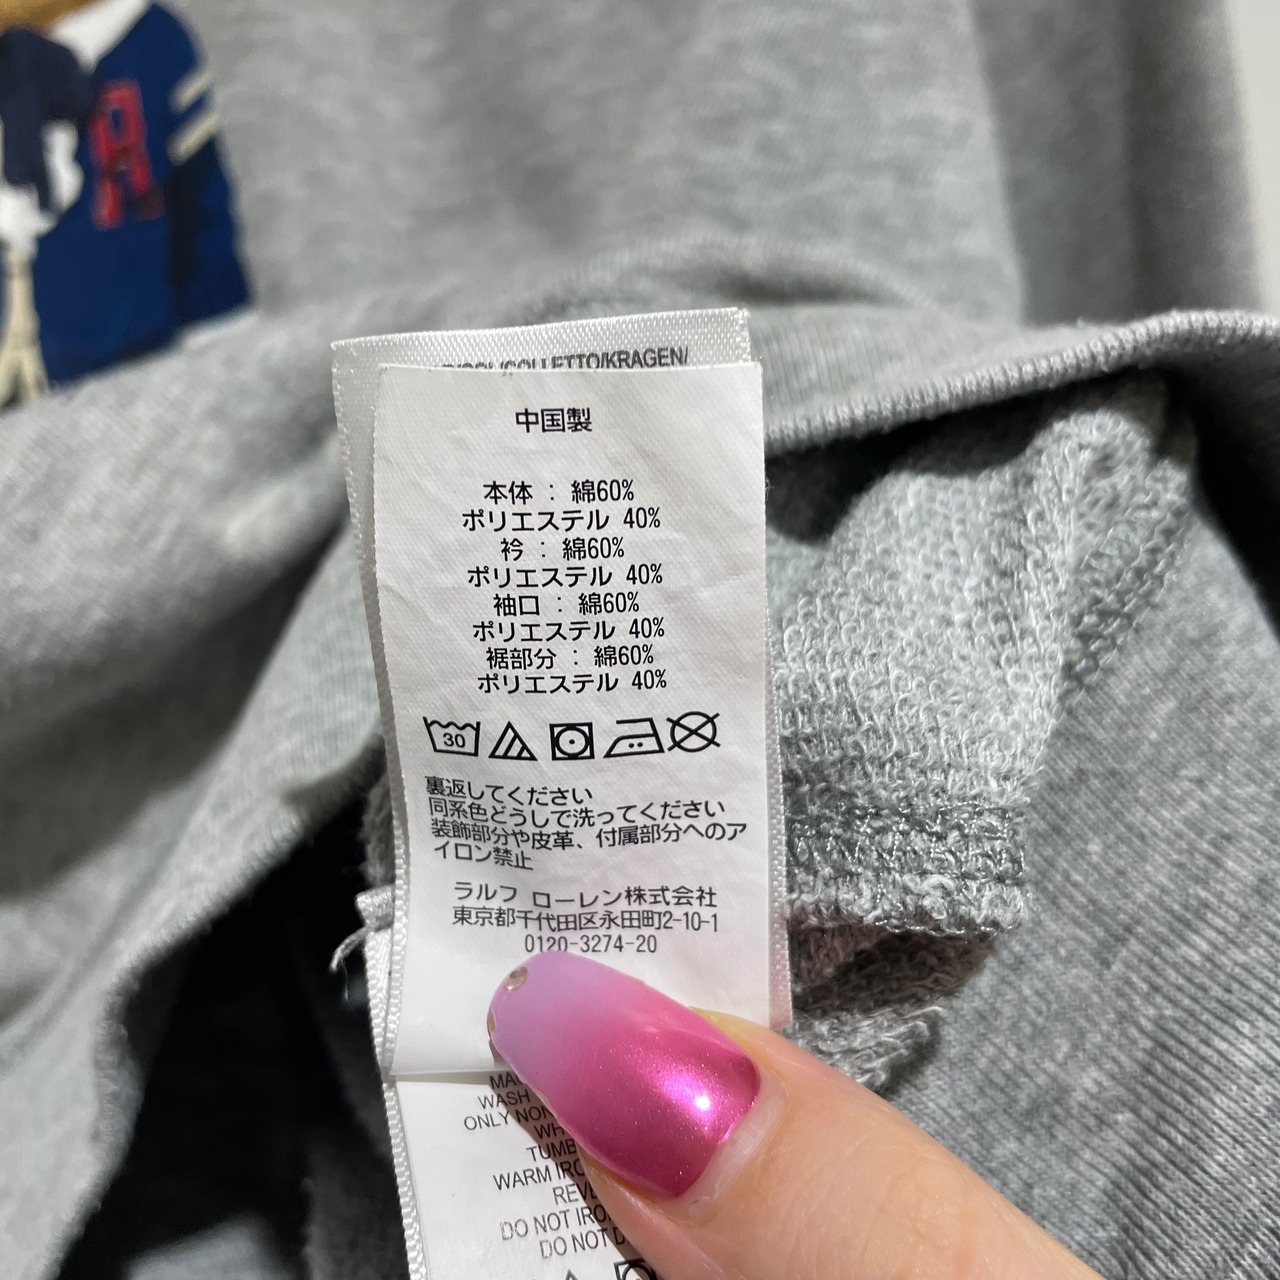 COLLETTO/KRAGEN/
中国製
本体 : 綿60%
ポリエステル 40%
衿 : 綿60%
ポリエステル 40%
袖口 : 綿60%
ポリエステル 40%
裾部分 : 綿60%
ポリエステル 40%
30
裏返してください
同系色どうしで洗ってください
装飾部分や皮革、付属部分へのア
イロン禁止
ラルフ ローレン株式会社
東京都千代田区永田町2-10-1
0120-3274-20
WASH
ONLY NON
WARM
DO NOT IRON
DO NOT
R